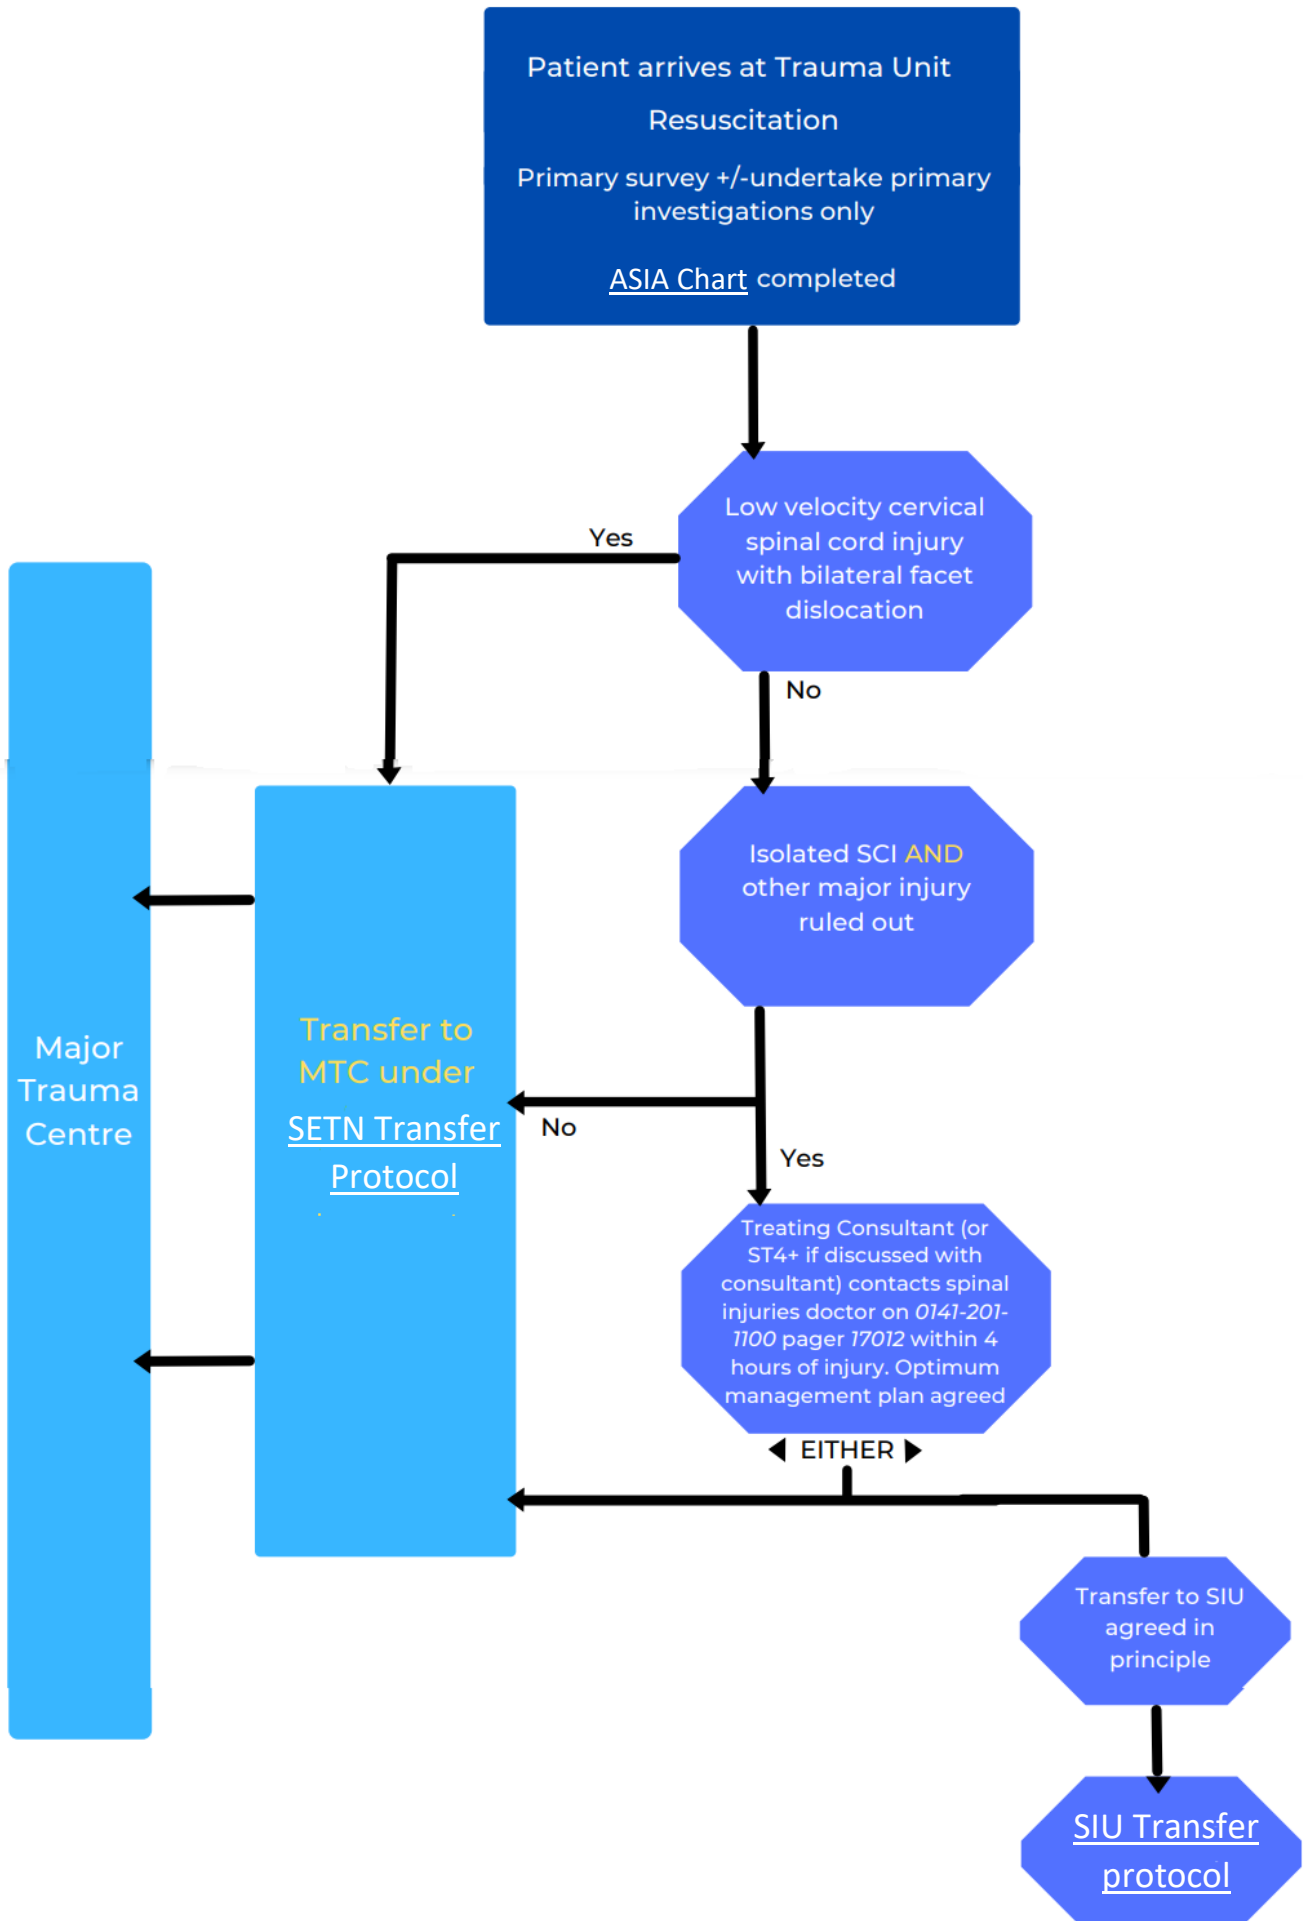 Patient arrives at Trauma Unit
Resuscitation
Primary survey +/-undertake primary
investigations only
ASIA Chart completed
Low velocity cervical
spinal cord injury
with bilateral facet
dislocation
Yes
No
Isolated SCI AND
other major injury
ruled out
Major
Trauma
Centre
Transfer to
MTC under
SETN Transfer
Protocol
No
Yes
Treating Consultant (or
ST4+ if discussed with
consultant) contacts spinal
injuries doctor on 0141-201-
1100 pager 17012 within 4
hours of injury. Optimum
management plan agreed
EITHER
Transfer to SIU
agreed in
principle
SIU Transfer
protocol